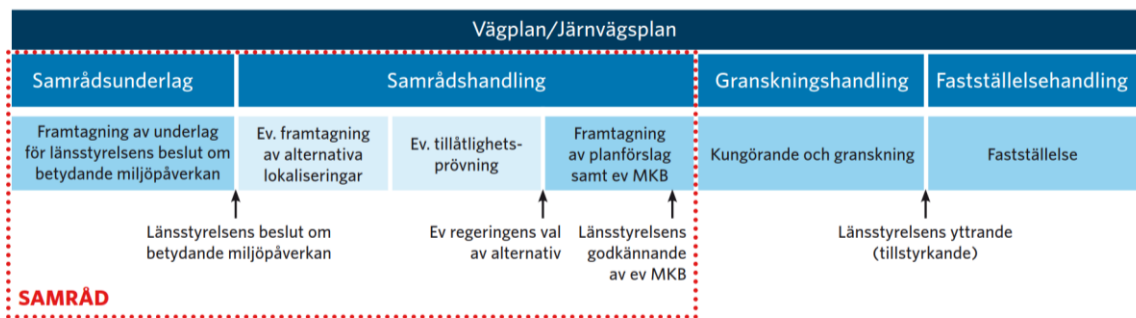 Vägplan/Järnvägsplan
Samrådsunderlag
Samrådshandling
Granskningshandling
Fastställelsehandling
Framtagning av underlag
för länsstyrelsens beslut om
betydande miljöpåverkan
Ev. framtagning
av alternativa
lokaliseringar
Ev. tillåtlighets-
prövning
Framtagning
av planförslag
samt ev MKB
Kungörande och granskning
Fastställelse
Länsstyrelsens beslut om
betydande miljöpåverkan
Ev regeringens val
av alternativ
Länsstyrelsens
godkännande
av ev MKB
Länsstyrelsens yttrande
(tillstyrkande)
SAMRÅD